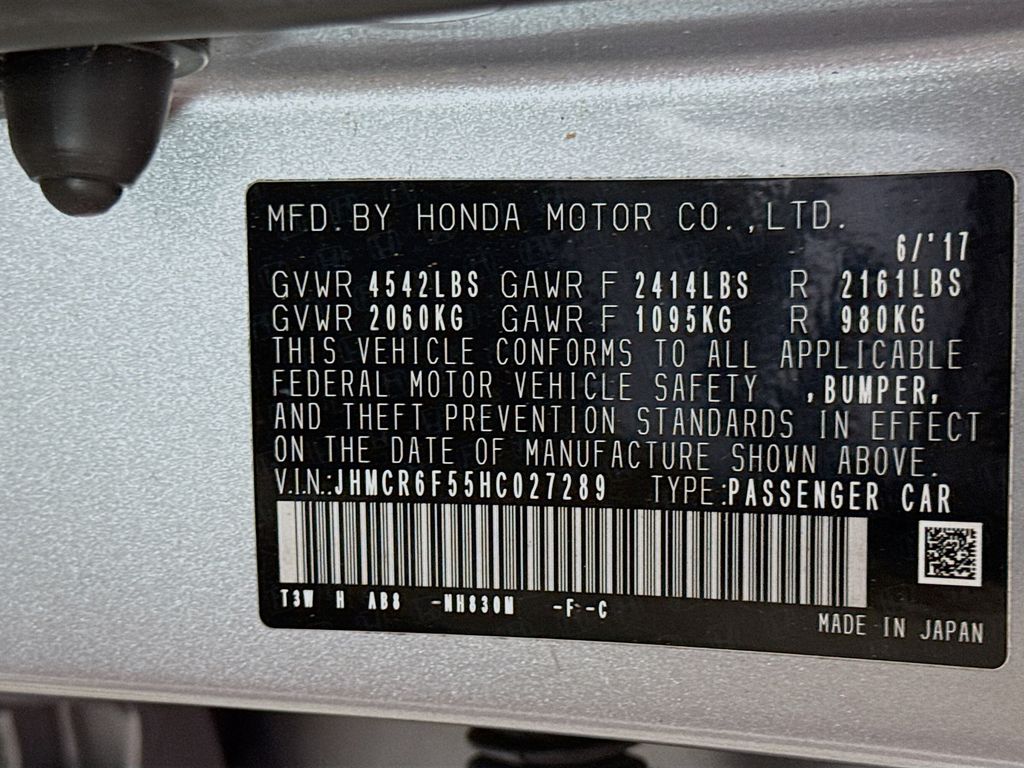 MFD. BY HONDA MOTOR CO., LTD.
6/'17
GVWR 4542LBS GAWR F 2414LBS R 2161LBS
GVWR 2060KG GAWR F 1095KG R 980KG
THIS VEHICLE CONFORMS TO ALL APPLICABLE
FEDERAL MOTOR VEHICLE SAFETY , BUMPER,
AND THEFT PREVENTION STANDARDS IN EFFECT
ON THE DATE OF MANUFACTURE SHOWN ABOVE.
V.I.N.:JHMCR6F55HC027289 TYPE:PASSENGER CAR
T3W H AB8 -NH830M -F-C
MADE IN JAPAN